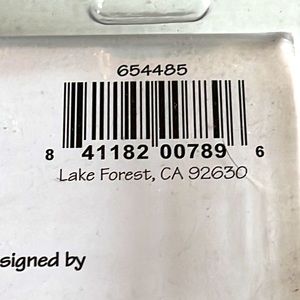 654485
8 41182 00789 6
Lake Forest, CA 92630
signed by